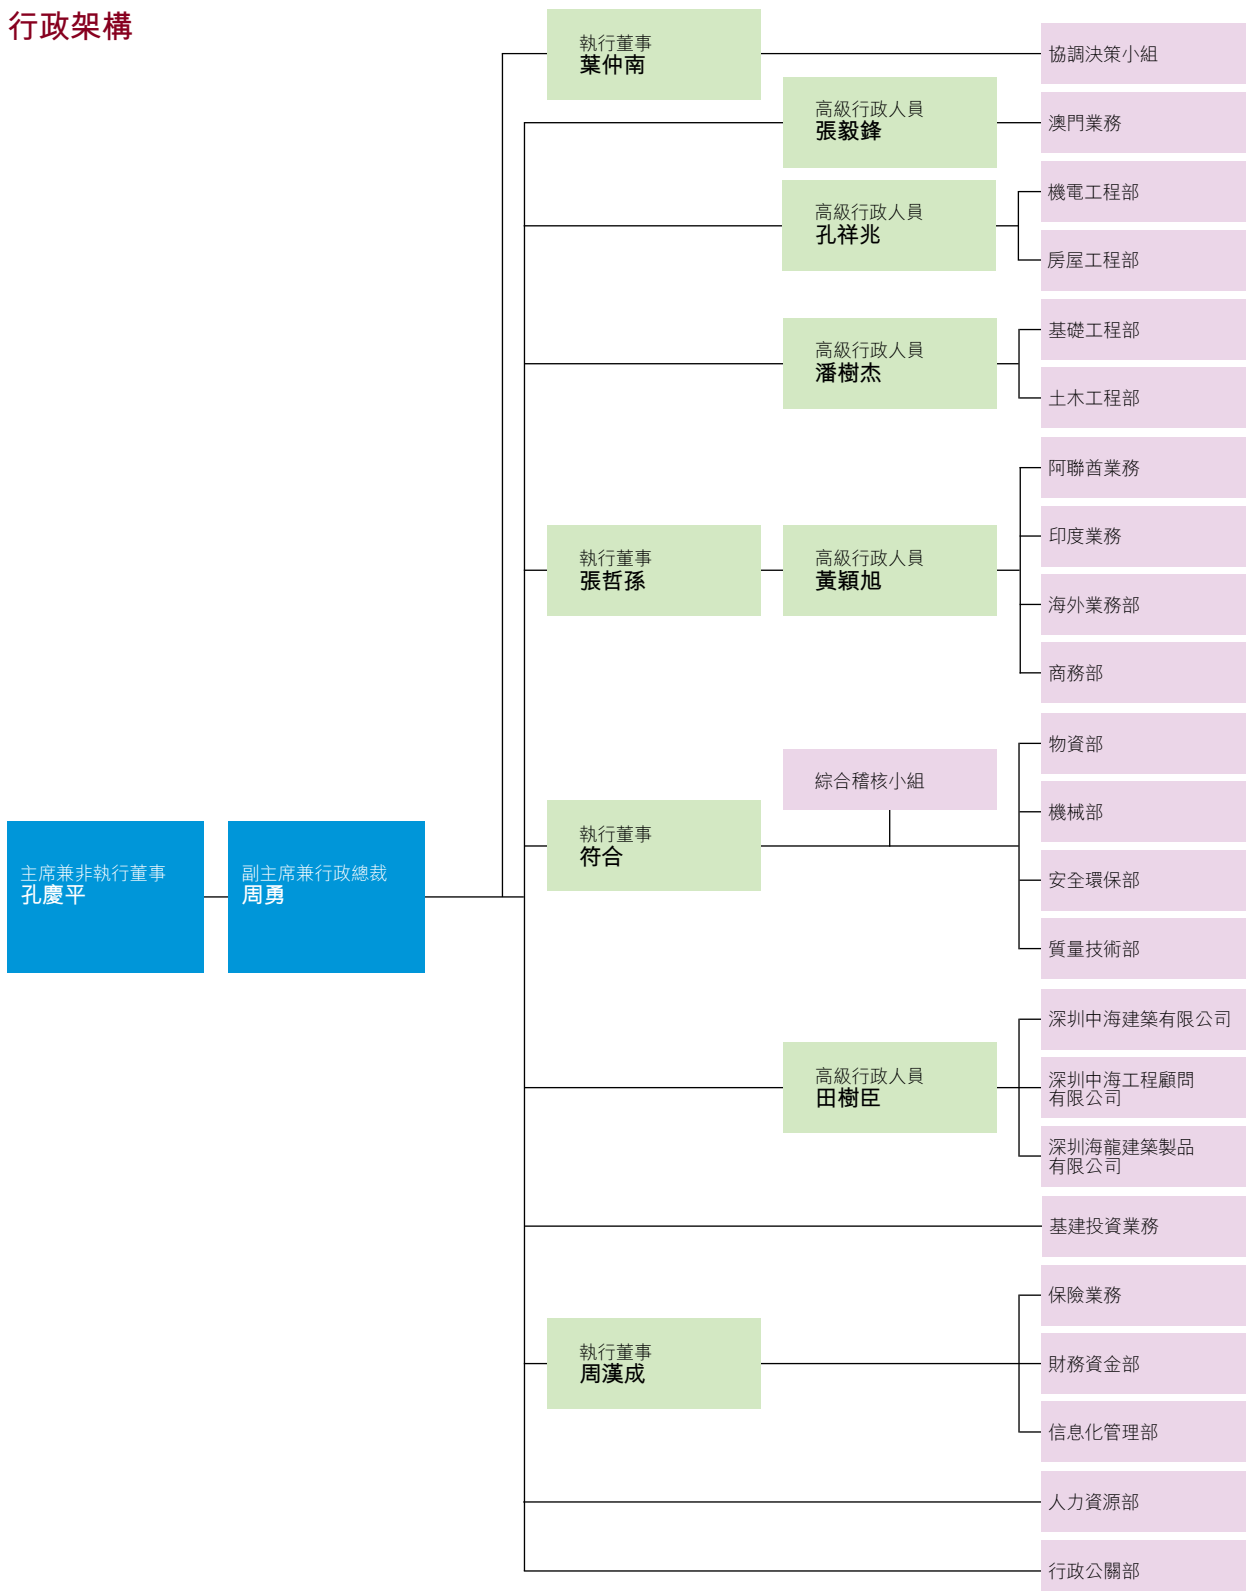 行政架構
執行董事
葉仲南
協調決策小組
高級行政人員
張毅鋒
澳門業務
高級行政人員
孔祥兆
機電工程部
房屋工程部
高級行政人員
潘樹杰
基礎工程部
土木工程部
執行董事
張哲孫
高級行政人員
黃穎旭
阿聯酋業務
印度業務
海外業務部
商務部
執行董事
符合
綜合稽核小組
物資部
機械部
安全環保部
質量技術部
主席兼非執行董事
孔慶平
副主席兼行政總裁
周勇
高級行政人員
田樹臣
深圳中海建築有限公司
深圳中海工程顧問
有限公司
深圳海龍建築製品
有限公司
基建投資業務
執行董事
周漢成
保險業務
財務資金部
信息化管理部
人力資源部
行政公關部